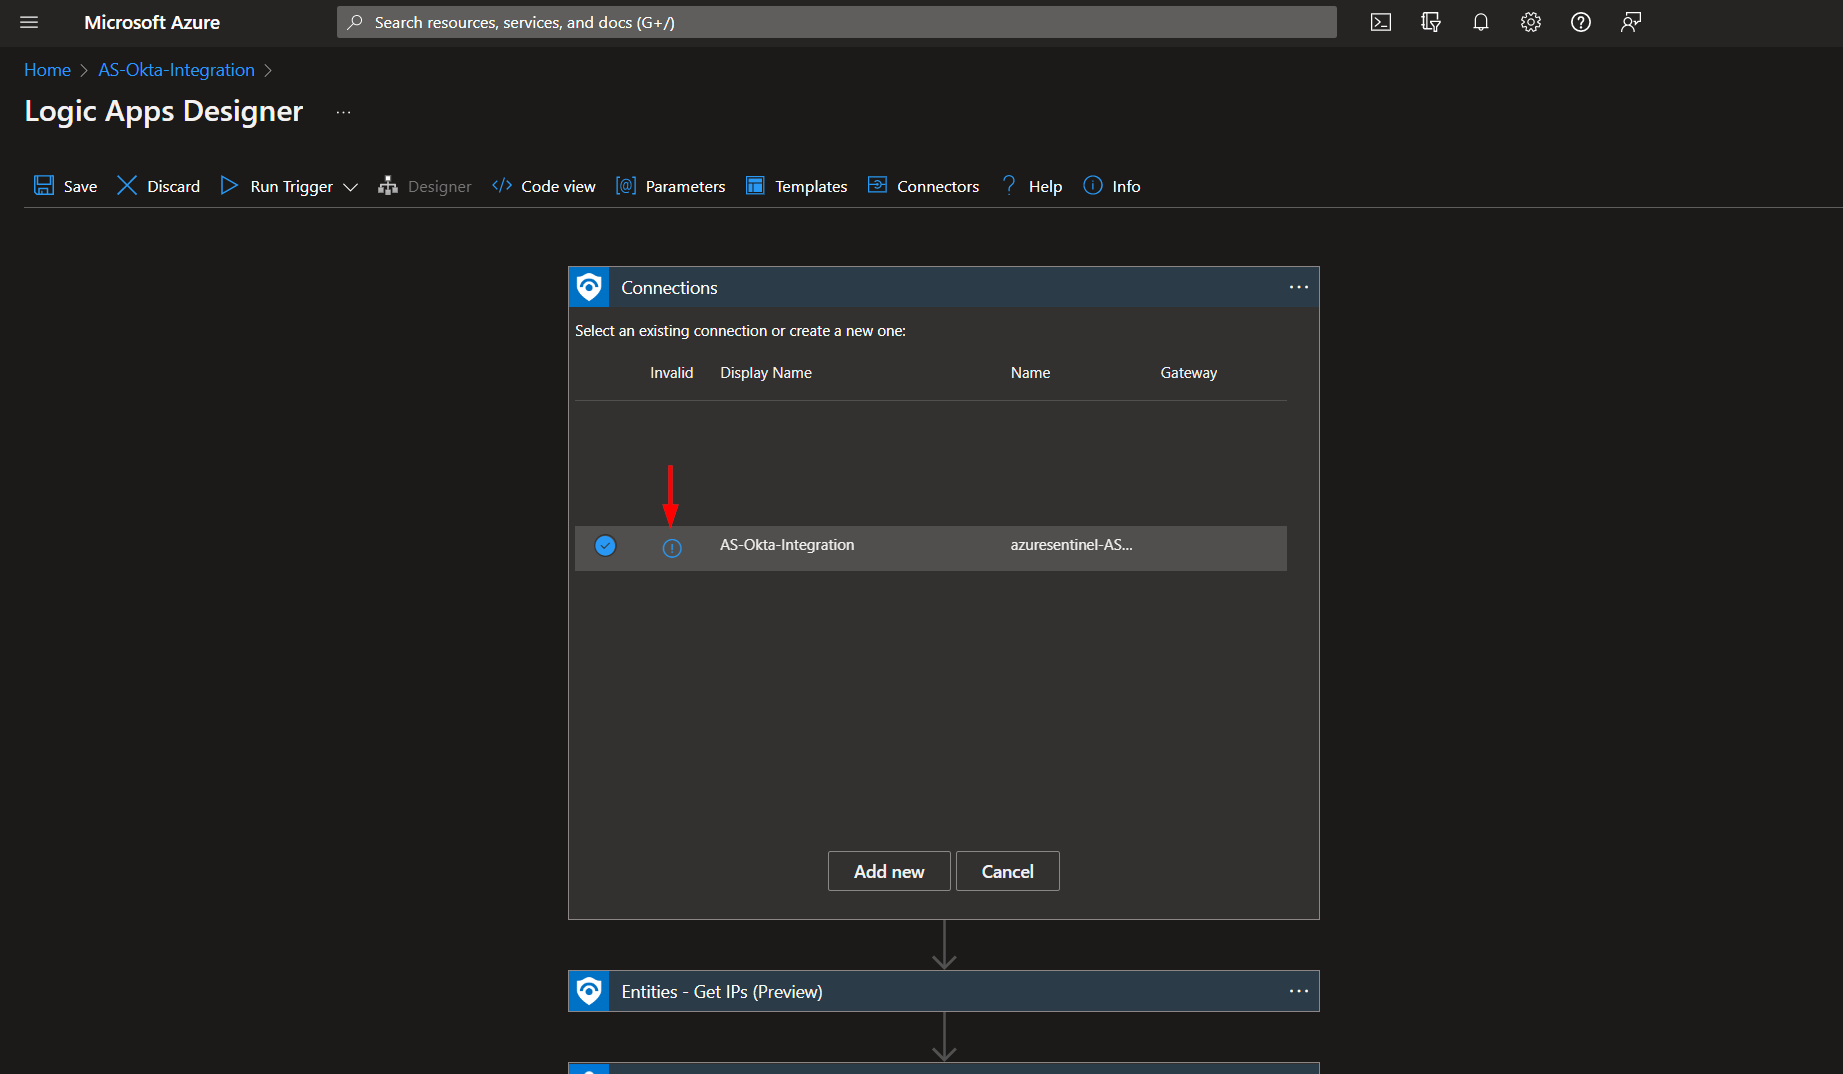 Microsoft Azure
Search resources, services, and docs (G+/)
Home > AS-Okta-Integration >
Logic Apps Designer ...
Save Discard Run Trigger Designer Code view Parameters Templates Connectors Help Info
Connections ...
Select an existing connection or create a new one:
Invalid Display Name Name Gateway
AS-Okta-Integration azuresentinel-AS...
Add new Cancel
Entities - Get IPs (Preview) ...